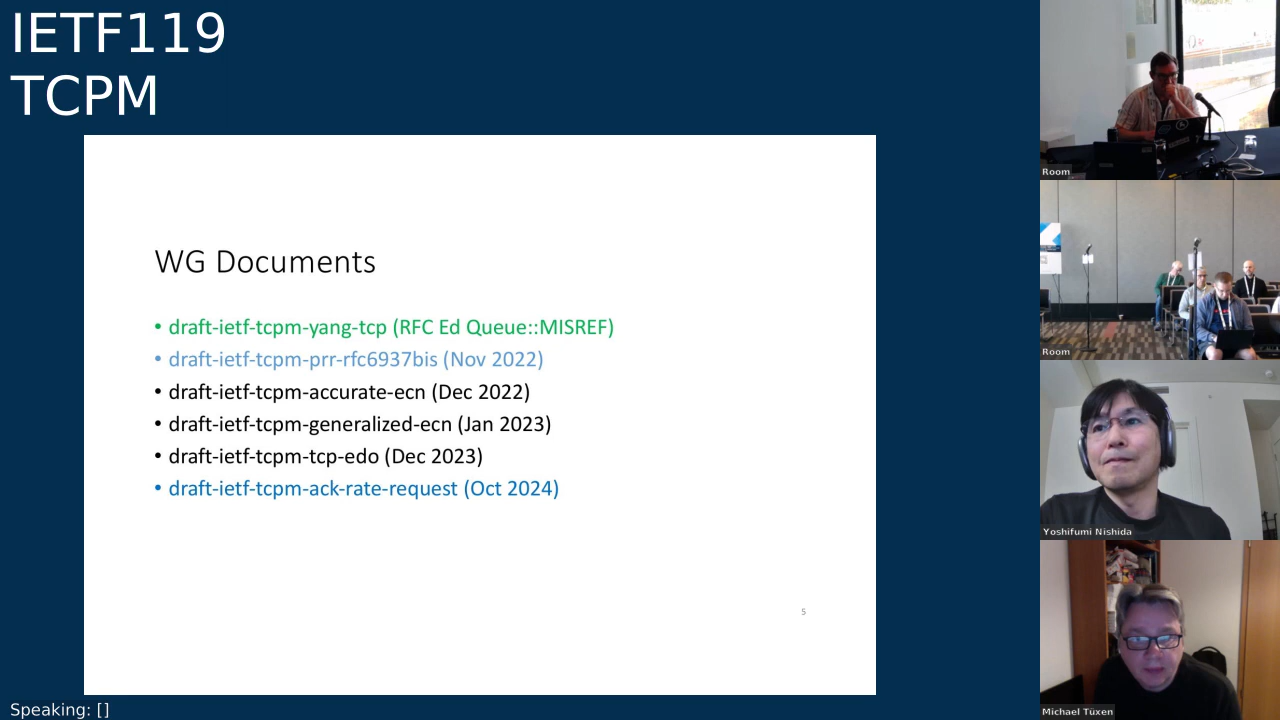 IETF119
TCPM
WG Documents
• draft-ietf-tcpm-yang-tcp (RFC Ed Queue::MISREF)
• draft-ietf-tcpm-prr-rfc6937bis (Nov 2022)
• draft-ietf-tcpm-accurate-ecn (Dec 2022)
• draft-ietf-tcpm-generalized-ecn (Jan 2023)
• draft-ietf-tcpm-tcp-edo (Dec 2023)
• draft-ietf-tcpm-ack-rate-request (Oct 2024)
5
Speaking: []
Room
Room
Yoshifumi Nishida
Michael Tüxen